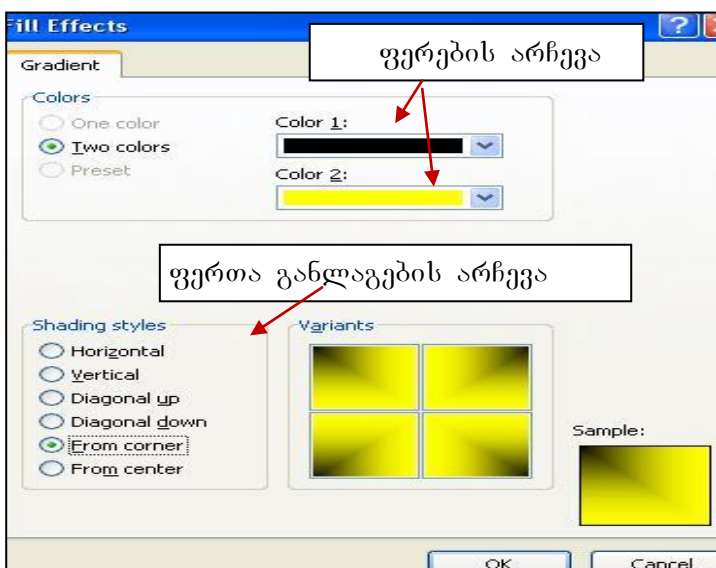 Fill Effects
ფერების არჩევა
Gradient
Colors
One color
Two colors
Preset
Color 1:
Color 2:
ფერთა განლაგების არჩევა
Shading styles
Horizontal
Vertical
Diagonal up
Diagonal down
From corner
From center
Variants
Sample:
OK
Cancel